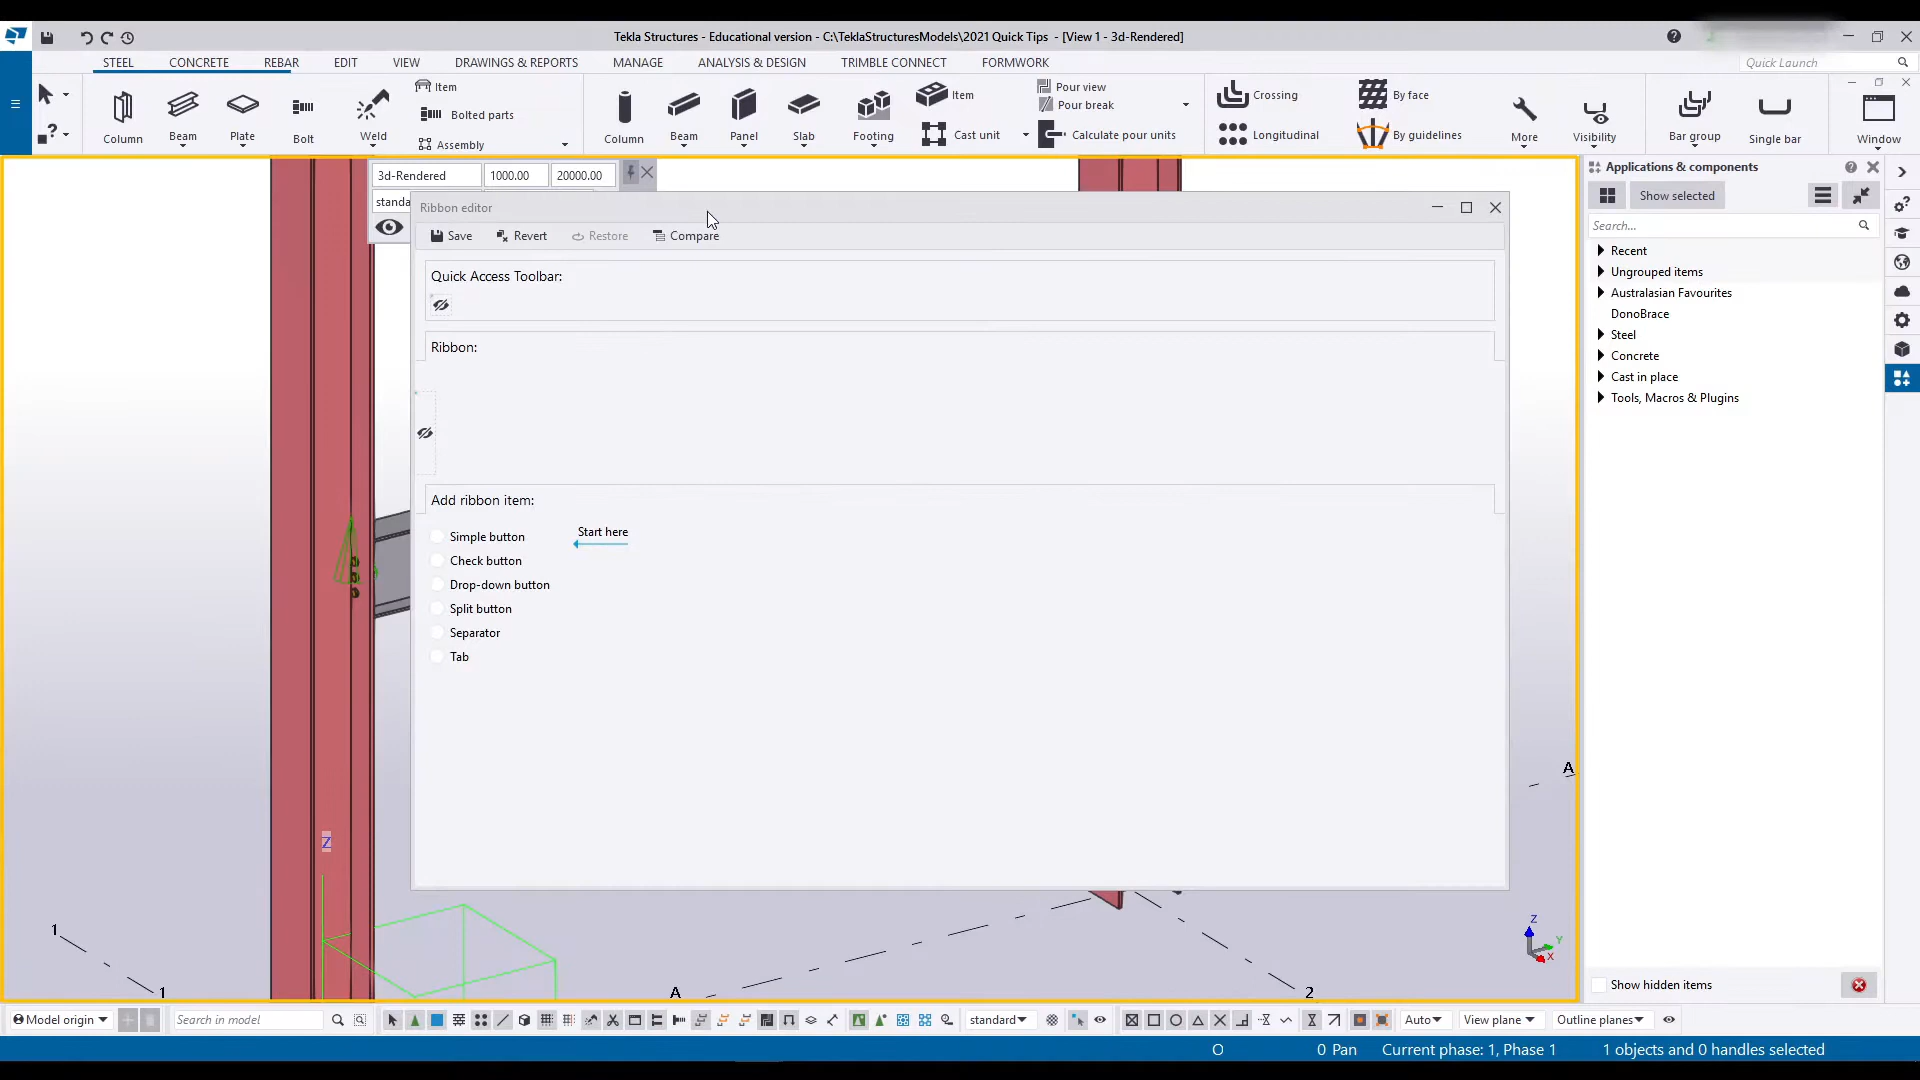 Tekla Structures - Educational version - C:\TeklaStructuresModels\2021 Quick Tips - [View 1 - 3d-Rendered]
STEEL CONCRETE REBAR EDIT VIEW DRAWINGS & REPORTS MANAGE ANALYSIS & DESIGN TRIMBLE CONNECT FORMWORK Quick Launch
Item Pour view
Item Crossing By face
Bolted parts Pour break
Column Beam Plate Bolt Weld Column Beam Panel Slab Footing Cast unit Calculate pour units Longitudinal By guidelines More Visibility Bar group Single bar Window
Assembly
3d-Rendered 1000.00 20000.00
standa
Applications & components
Show selected
Search...
Recent
Ungrouped items
Australasian Favourites
DonoBrace
Steel
Concrete
Cast in place
Tools, Macros & Plugins
Show hidden items
Ribbon editor
Save Revert Restore Compare
Quick Access Toolbar:
Ribbon:
Add ribbon item:
Simple button Start here
Check button
Drop-down button
Split button
Separator
Tab
Z
A
1
1
A
2
Z
Y
X
Model origin Search in model standard Auto View plane Outline planes
O 0 Pan Current phase: 1, Phase 1 1 objects and 0 handles selected